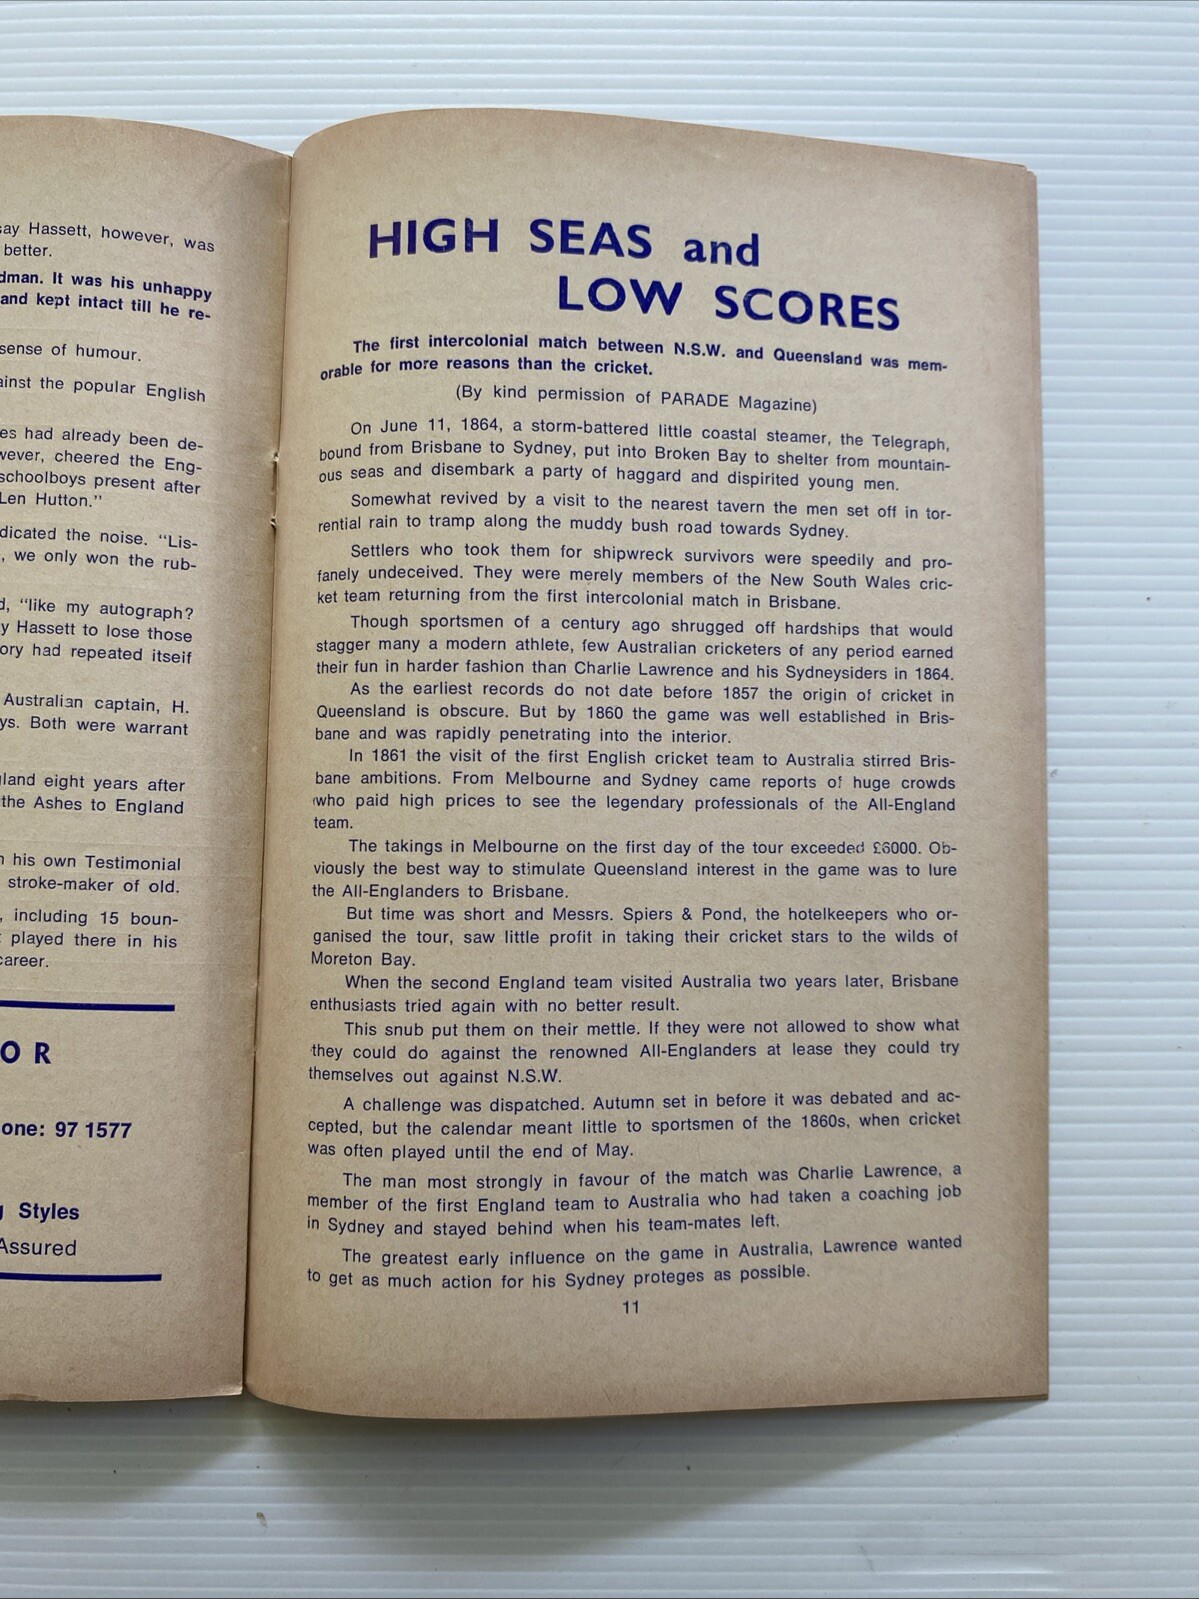 say Hassett, however, was
better.
dman. It was his unhappy
and kept intact till he re-
sense of humour.
ainst the popular English
es had already been de-
wever, cheered the Eng-
schoolboys present after
Len Hutton."
dicated the noise. "Lis-
, we only won the rub-
d, "like my autograph?
y Hassett to lose those
ory had repeated itseif
Australian captain, H.
ys. Both were warrant
gland eight years after
the Ashes to England
n his own Testimonial
stroke-maker of old.
, including 15 boun-
t played there in his
career.
OR
one: 97 1577
g Styles
Assured
HIGH SEAS and
LOW SCORES
The first intercolonial match between N.S.W. and Queensland was mem-
orable for more reasons than the cricket.
(By kind permission of PARADE Magazine)
On June 11, 1864, a storm-battered little coastal steamer, the Telegraph,
bound from Brisbane to Sydney, put into Broken Bay to shelter from mountain-
ous seas and disembark a party of haggard and dispirited young men.
Somewhat revived by a visit to the nearest tavern the men set off in tor-
rential rain to tramp along the muddy bush road towards Sydney.
Settlers who took them for shipwreck survivors were speedily and pro-
fanely undeceived. They were merely members of the New South Wales cric-
ket team returning from the first intercolonial match in Brisbane.
Though sportsmen of a century ago shrugged off hardships that would
stagger many a modern athlete, few Australian cricketers of any period earned
their fun in harder fashion than Charlie Lawrence and his Sydneysiders in 1864.
As the earliest records do not date before 1857 the origin of cricket in
Queensland is obscure. But by 1860 the game was well established in Bris-
bane and was rapidly penetrating into the interior.
In 1861 the visit of the first English cricket team to Australia stirred Bris-
bane ambitions. From Melbourne and Sydney came reports of huge crowds
who paid high prices to see the legendary professionals of the All-England
team.
The takings in Melbourne on the first day of the tour exceeded £6000. Ob-
viously the best way to stimulate Queensland interest in the game was to lure
the All-Englanders to Brisbane.
But time was short and Messrs. Spiers & Pond, the hotelkeepers who or-
ganised the tour, saw little profit in taking their cricket stars to the wilds of
Moreton Bay.
When the second England team visited Australia two years later, Brisbane
enthusiasts tried again with no better result.
This snub put them on their mettle. If they were not allowed to show what
they could do against the renowned All-Englanders at lease they could try
themselves out against N.S.W.
A challenge was dispatched. Autumn set in before it was debated and ac-
cepted, but the calendar meant little to sportsmen of the 1860s, when cricket
was often played until the end of May.
The man most strongly in favour of the match was Charlie Lawrence, a
member of the first England team to Australia who had taken a coaching job
in Sydney and stayed behind when his team-mates left.
The greatest early influence on the game in Australia, Lawrence wanted
to get as much action for his Sydney proteges as possible.
11